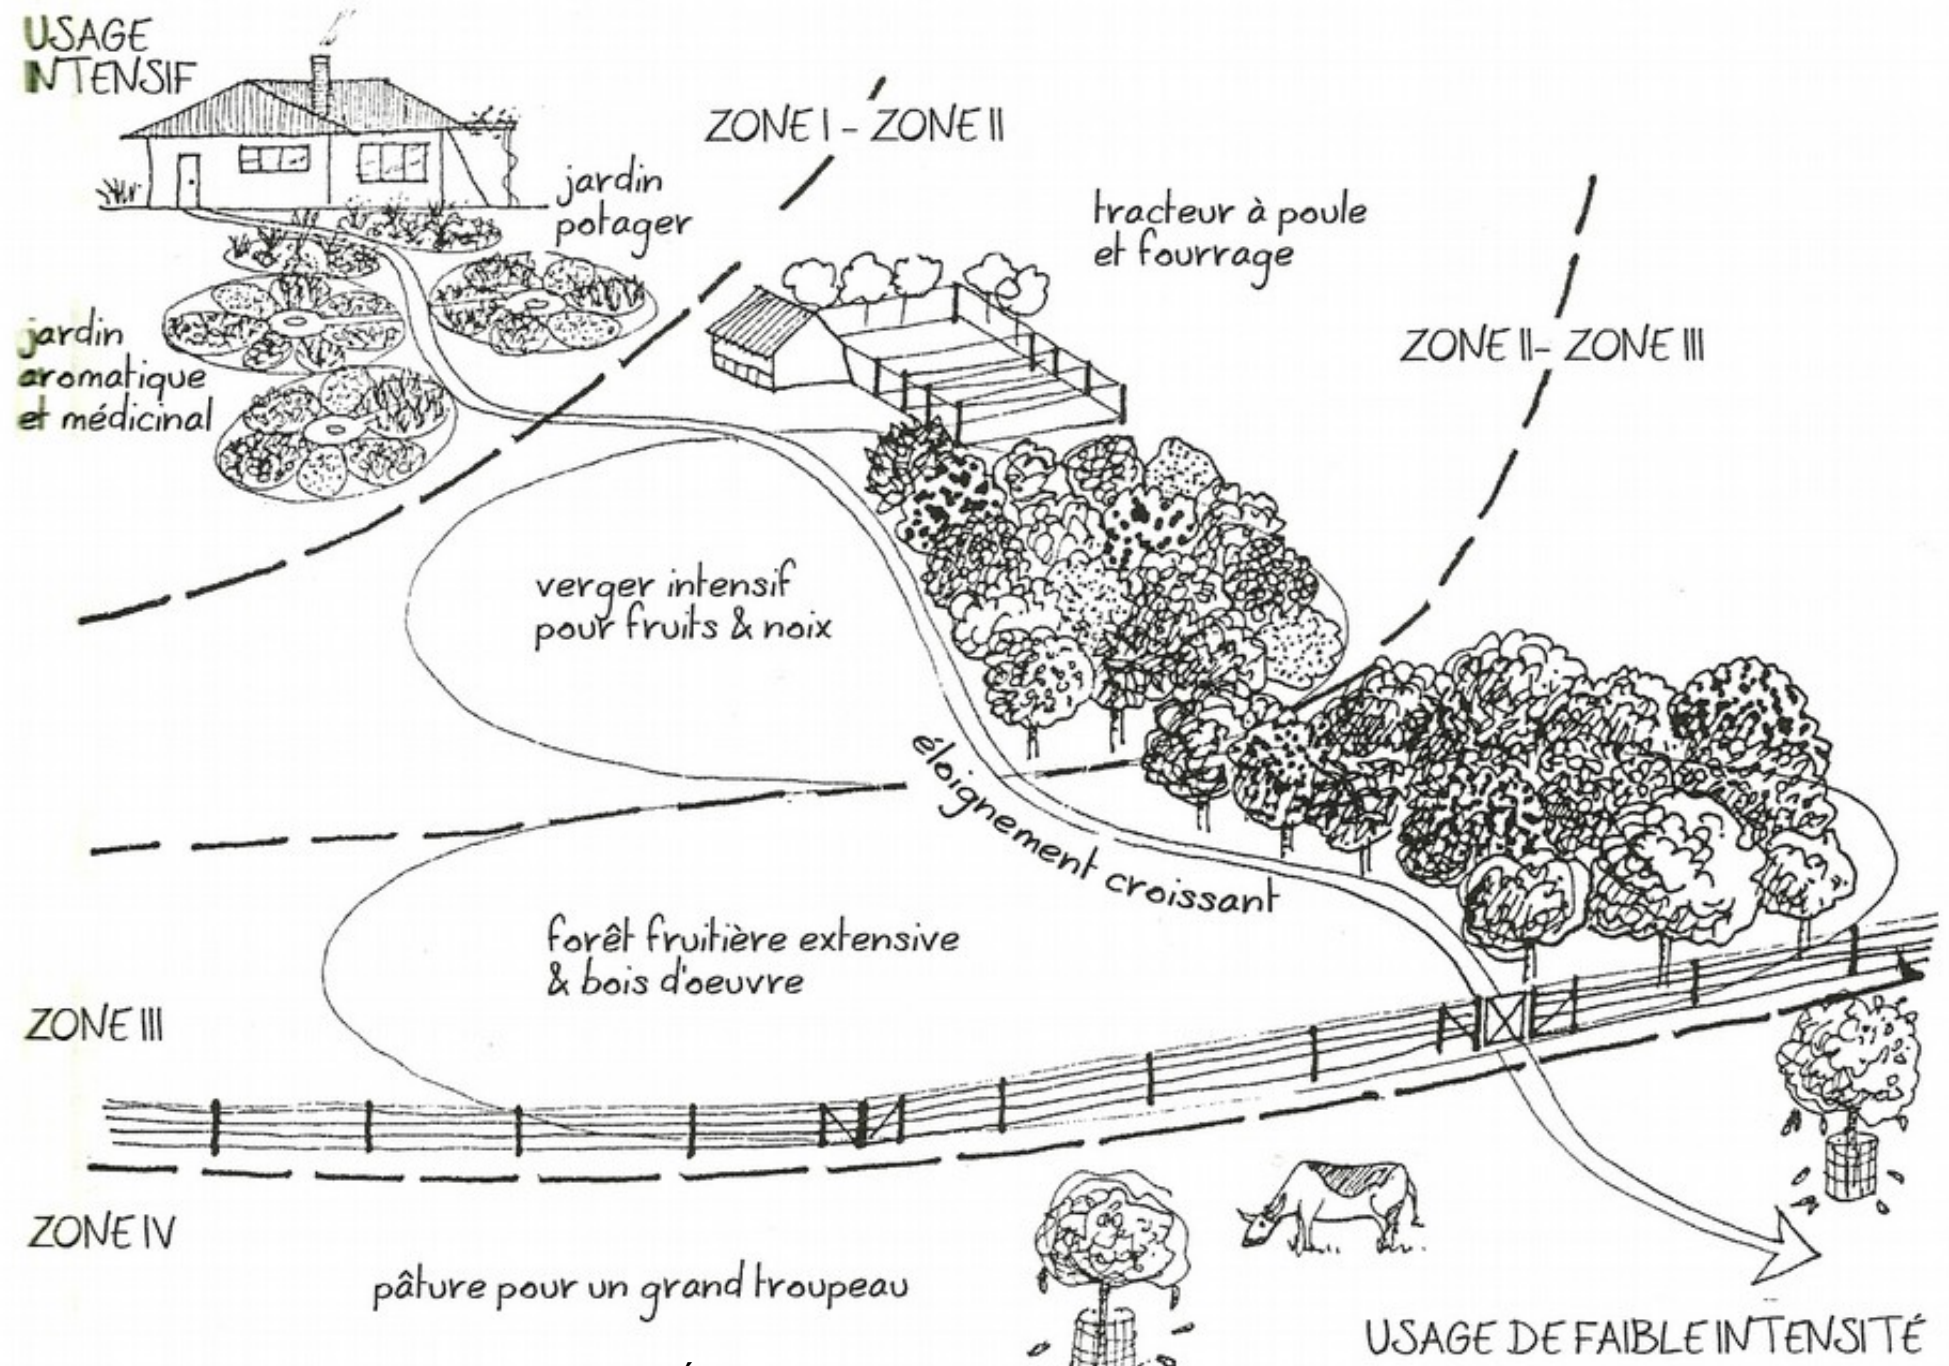 USAGE
INTENSIF
ZONE I - ZONE II
jardin
potager
tracteur à poule
et fourrage
jardin
aromatique
et médicinal
ZONE II - ZONE III
verger intensif
pour fruits & noix
éloignement croissant
forêt fruitière extensive
& bois d'oeuvre
ZONE III
ZONE IV
pâture pour un grand troupeau
USAGE DE FAIBLE INTENSITÉ